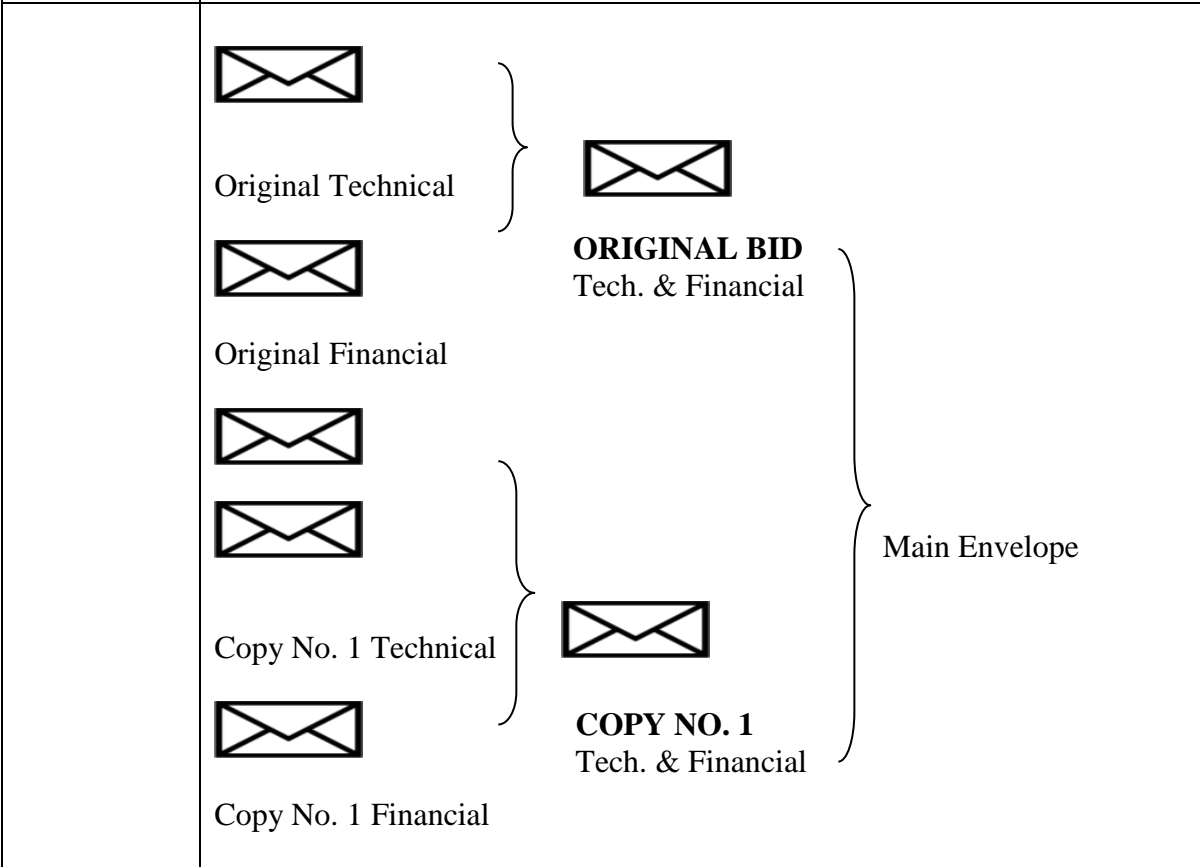 Original Technical
ORIGINAL BID
Tech. & Financial
Original Financial
Main Envelope
Copy No. 1 Technical
COPY NO. 1
Tech. & Financial
Copy No. 1 Financial